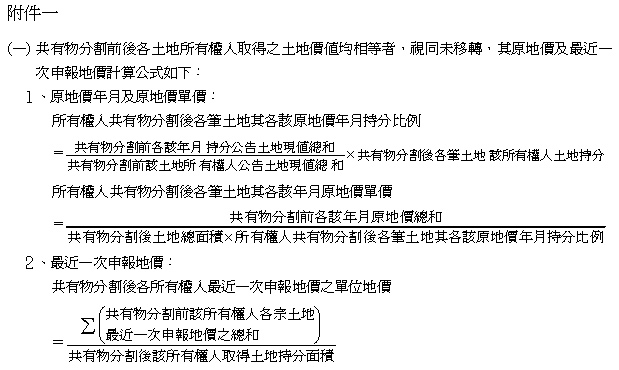 附件一
(一) 共有物分割前後各土地所有權人取得之土地價值均相等者，視同未移轉，其原地價及最近一
次申報地價計算公式如下：
1、原地價年月及原地價單價：
所有權人共有物分割後各筆土地其各該原地價年月持分比例
=共有物分割前各該年月 持分公告土地現值總和
共有物分割前該土地所 有權人公告土地現值總 和×共有物分割後各筆土地 該所有權人土地持分
所有權人共有物分割後各筆土地其各該年月原地價單價
=共有物分割前各該年月原地價總和
共有物分割後土地總面積×所有權人共有物分割後各筆土地其各該原地價年月持分比例
2、最近一次申報地價：
共有物分割後各所有權人最近一次申報地價之單位地價
=∑(共有物分割前該所有權人各宗土地
最近一次申報地價之總和)
共有物分割後該所有權人取得土地持分面積